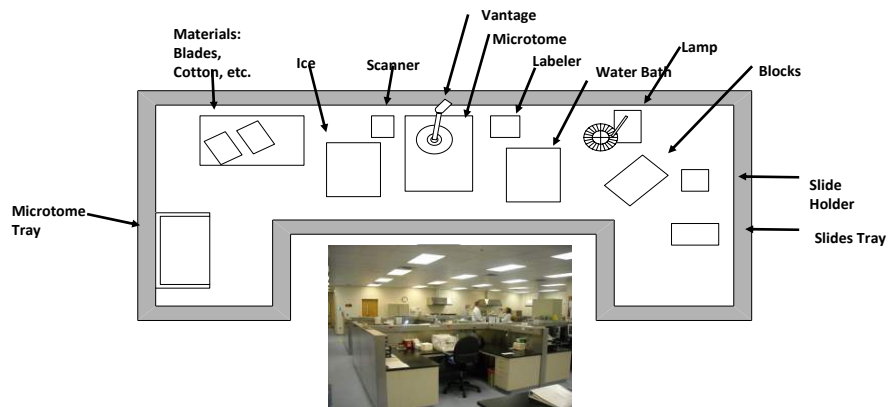 Vantage
Materials:
Blades,
Cotton, etc.
Ice
Scanner
Microtome
Labeler
Water Bath
Lamp
Blocks
Microtome
Tray
Slide
Holder
Slides Tray